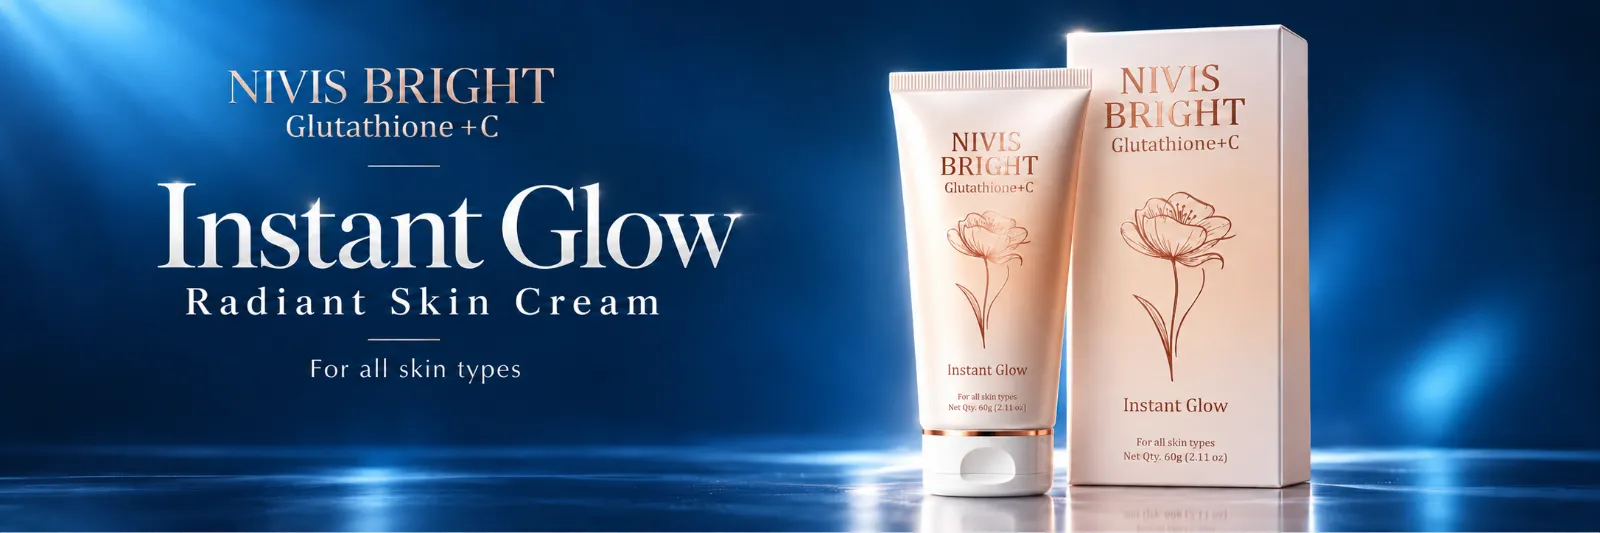 NIVIS BRIGHT
Glutathione +C
Instant Glow
Radiant Skin Cream
For all skin types
NIVIS
BRIGHT
Glutathione+C
Instant Glow
For all skin types
Net Qty. 60g (2.11 oz)
NIVIS
BRIGHT
Glutathione+C
Instant Glow
For all skin types
Net Qty. 60g (2.11 oz)